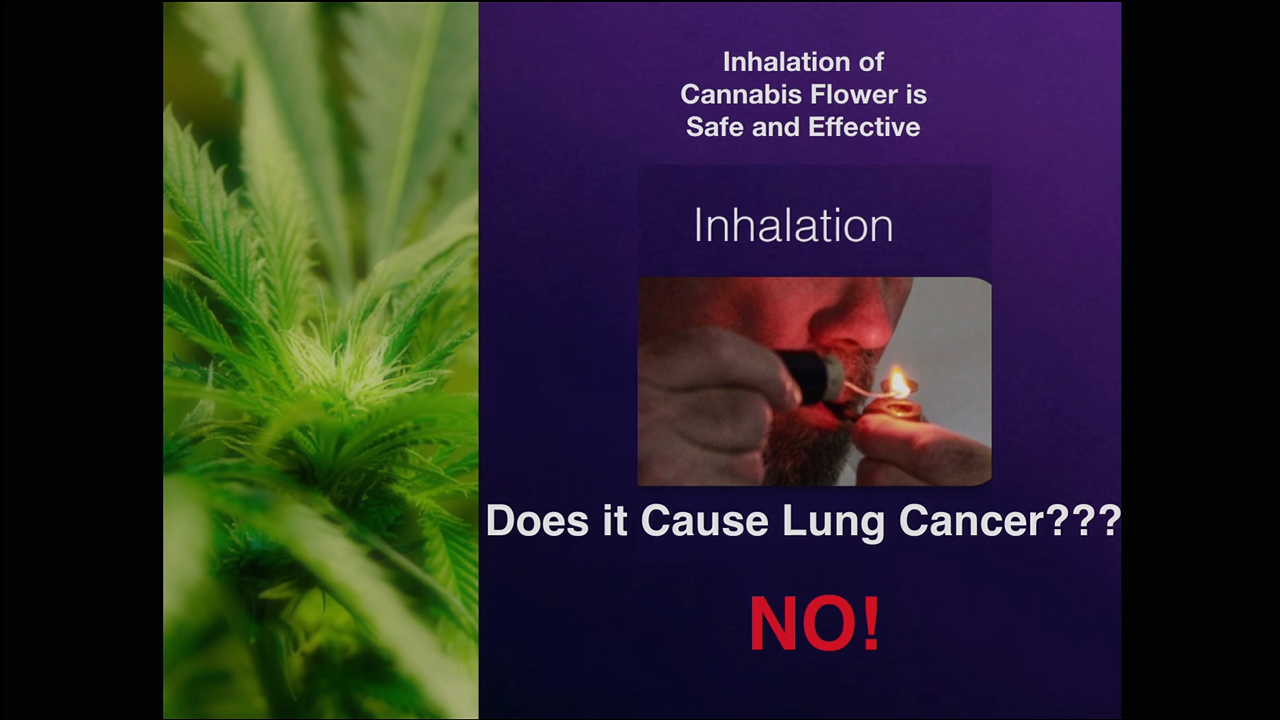 Inhalation of
Cannabis Flower is
Safe and Effective
Inhalation
Does it Cause Lung Cancer???
NO!